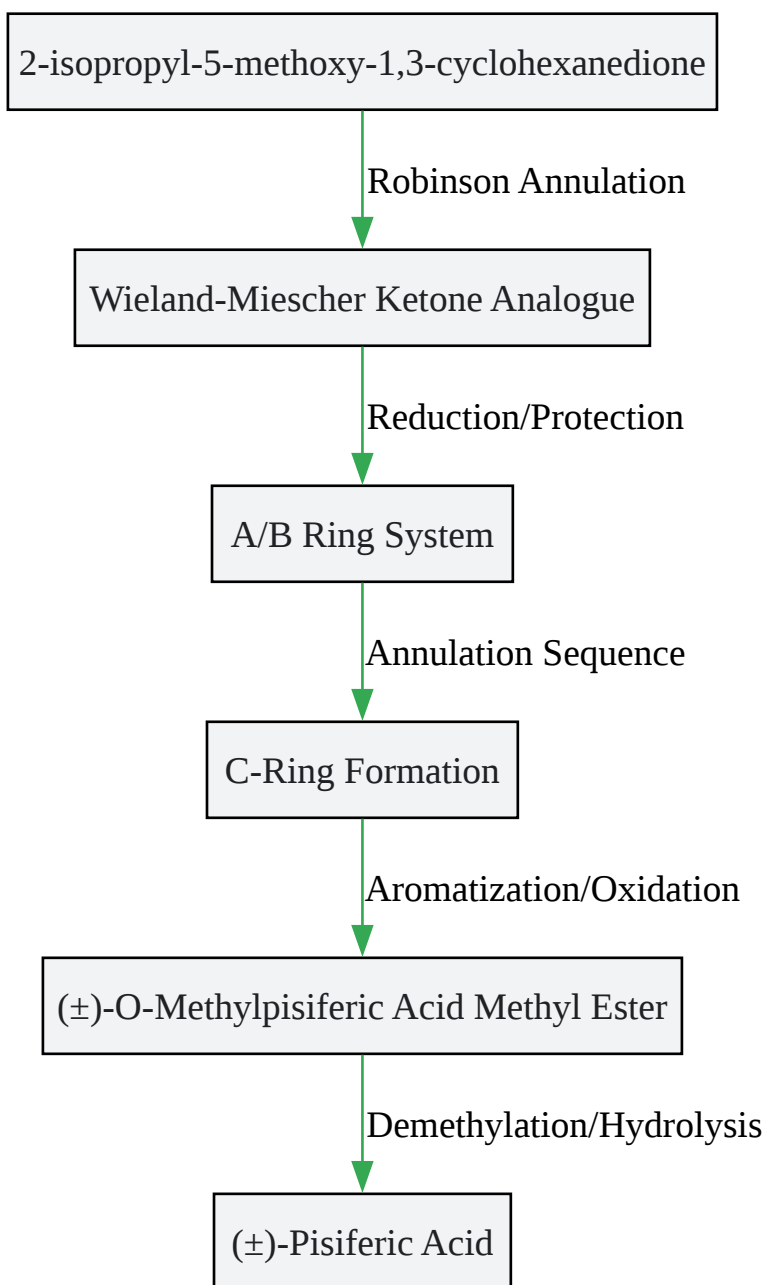 2-isopropyl-5-methoxy-1,3-cyclohexanedione
Robinson Annulation
Wieland-Miescher Ketone Analogue
Reduction/Protection
A/B Ring System
Annulation Sequence
C-Ring Formation
Aromatization/Oxidation
(±)-O-Methylpisiferic Acid Methyl Ester
Demethylation/Hydrolysis
(±)-Pisiferic Acid